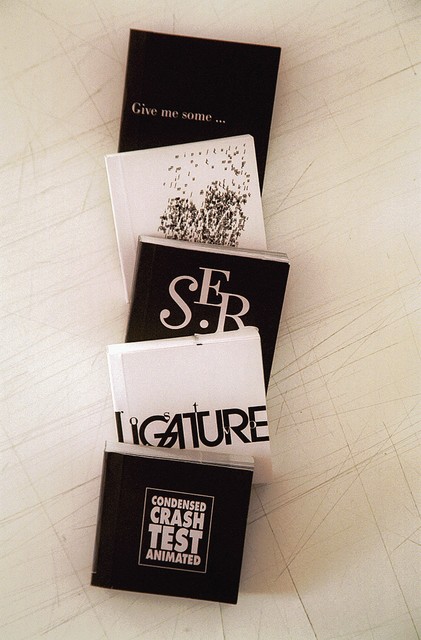 Give me some ...
SER
LIGATURE
CONDENSED
CRASH
TEST
ANIMATED